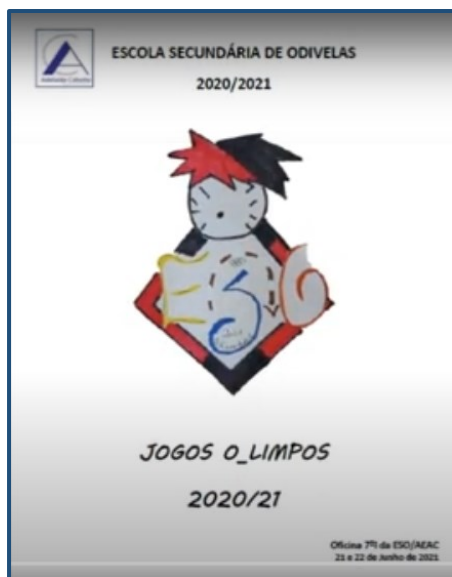 ESCOLA SECUNDÁRIA DE ODIVELAS
2020/2021
JOGOS O_LIMPOS
2020/21
Oficina 7ºI da ESO/AEAC
21 e 22 de Junho de 2021